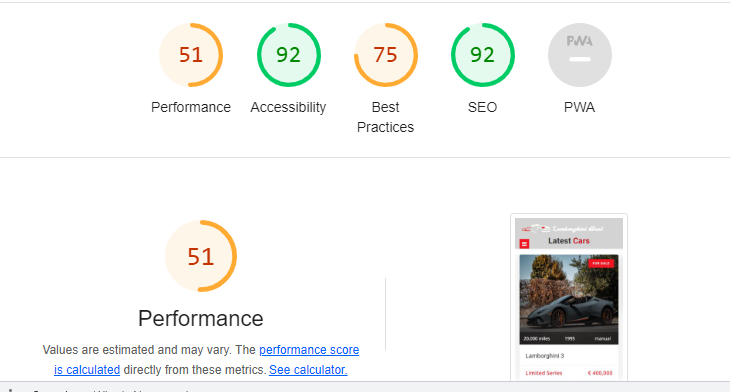 51
92
75
92
PWA
Performance
Accessibility
Best
Practices
SEO
PWA
51
Performance
Values are estimated and may vary. The performance score
is calculated directly from these metrics. See calculator.
Latest Cars
FOR SALE
20,000 miles 1995 manual
Lamborghini 3
Limited Series € 400,000